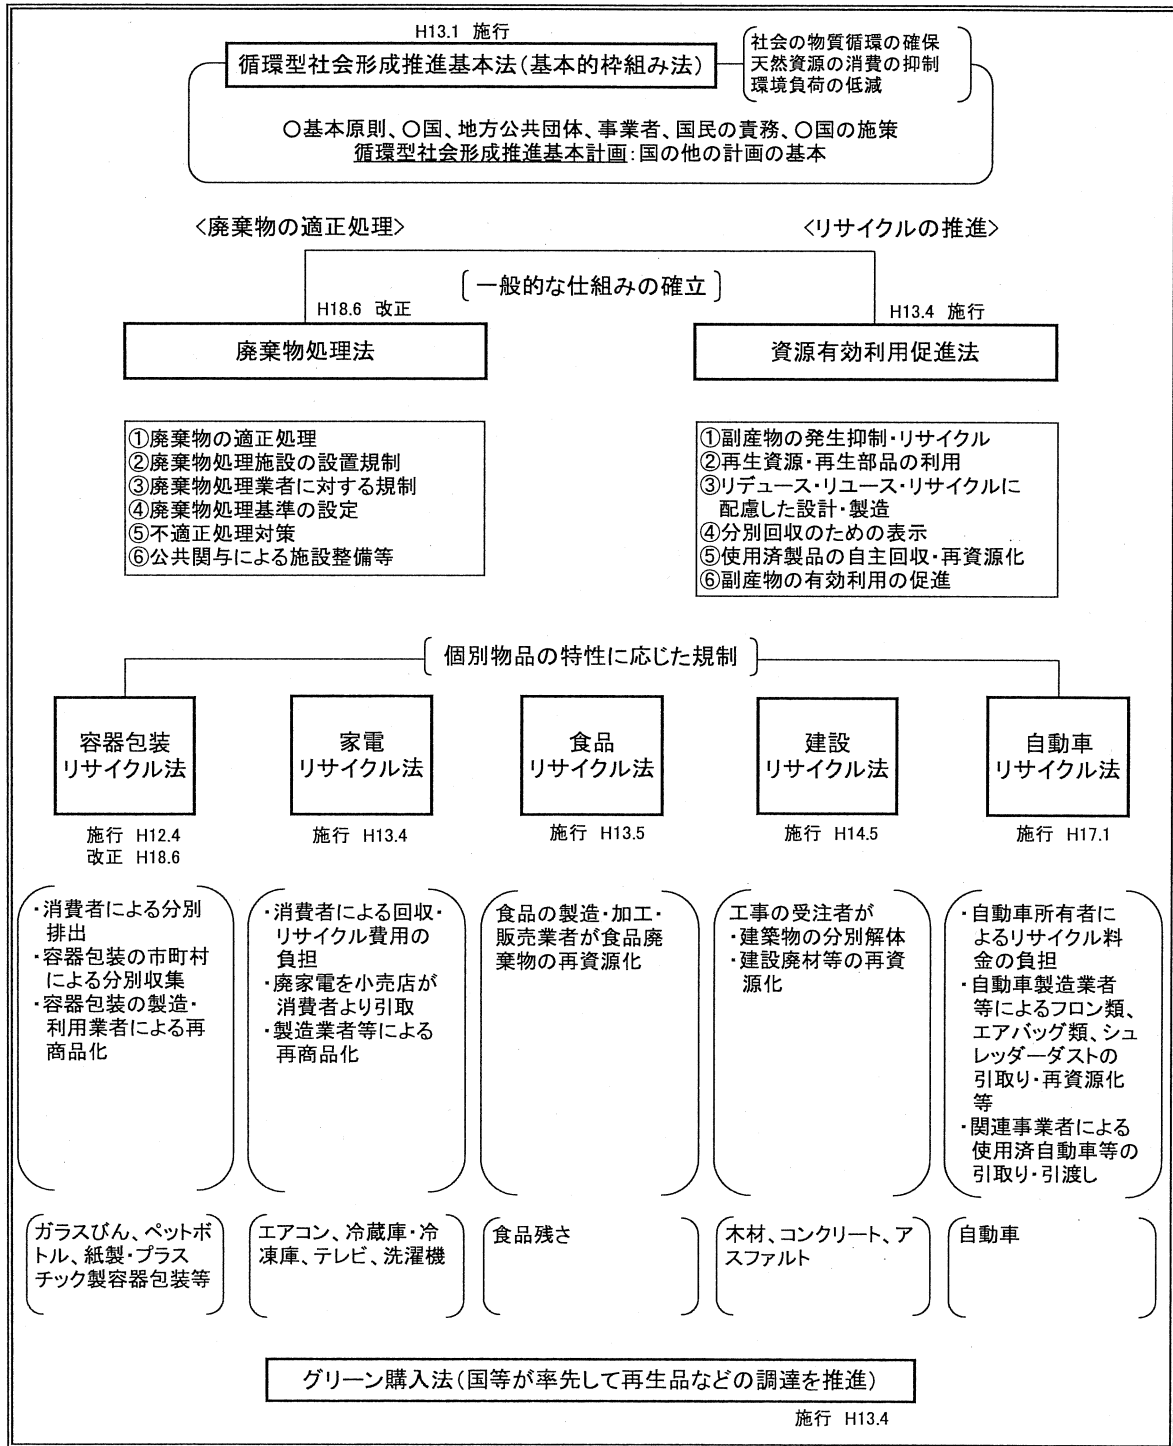 H13.1 施行
循環型社会形成推進基本法(基本的枠組み法)
社会の物質循環の確保
天然資源の消費の抑制
環境負荷の低減
○基本原則、○国、地方公共団体、事業者、国民の責務、○国の施策
循環型社会形成推進基本計画:国の他の計画の基本
<廃棄物の適正処理>
<リサイクルの推進>
一般的な仕組みの確立
H18.6 改正
廃棄物処理法
H13.4 施行
資源有効利用促進法
①廃棄物の適正処理
②廃棄物処理施設の設置規制
③廃棄物処理業者に対する規制
④廃棄物処理基準の設定
⑤不適正処理対策
⑥公共関与による施設整備等
①副産物の発生抑制・リサイクル
②再生資源・再生部品の利用
③リデュース・リユース・リサイクルに
配慮した設計・製造
④分別回収のための表示
⑤使用済製品の自主回収・再資源化
⑥副産物の有効利用の促進
個別物品の特性に応じた規制
容器包装
リサイクル法
施行 H12.4
改正 H18.6
家電
リサイクル法
施行 H13.4
食品
リサイクル法
施行 H13.5
建設
リサイクル法
施行 H14.5
自動車
リサイクル法
施行 H17.1
・消費者による分別
排出
・容器包装の市町村
による分別収集
・容器包装の製造・
利用業者による再
商品化
・消費者による回収・
リサイクル費用の
負担
・廃家電を小売店が
消費者より引取
・製造業者等による
再商品化
食品の製造・加工・
販売業者が食品廃
棄物の再資源化
工事の受注者が
・建築物の分別解体
・建設廃材等の再資
源化
・自動車所有者に
よるリサイクル料
金の負担
・自動車製造業者
等によるフロン類、
エアバッグ類、シュ
レッダーダストの
引取り・再資源化
等
・関連事業者による
使用済自動車等の
引取り・引渡し
ガラスびん、ペットボ
トル、紙製・プラス
チック製容器包装等
エアコン、冷蔵庫・冷
凍庫、テレビ、洗濯機
食品残さ
木材、コンクリート、ア
スファルト
自動車
グリーン購入法(国等が率先して再生品などの調達を推進)
施行 H13.4